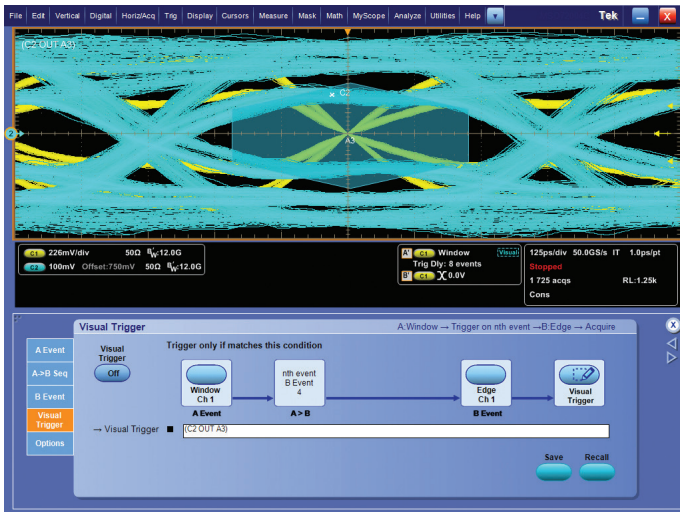 File Edit Vertical Digital Horiz/Acq Trig Display Cursors Measure Mask Math MyScope Analyze Utilities Help Tek X
(C2 OUT A3)
C2
2
A3
C1 226mV/div 50Ω BW:12.0G
C2 100mV Offset:750mV 50Ω BW:12.0G
A' C1 Window Visual
Trig Dly: 8 events
B' C1 0.0V
125ps/div 50.0GS/s IT 1.0ps/pt
Stopped
1 725 acqs RL:1.25k
Cons
Visual Trigger A:Window → Trigger on nth event →B:Edge → Acquire X
A Event
A->B Seq
B Event
Visual
Trigger
Options
Visual
Trigger
Off
Trigger only if matches this condition
Window
Ch 1
A Event
nth event
B Event
4
A > B
Edge
Ch 1
B Event
Visual
Trigger
→ Visual Trigger (C2 OUT A3)
Save Recall